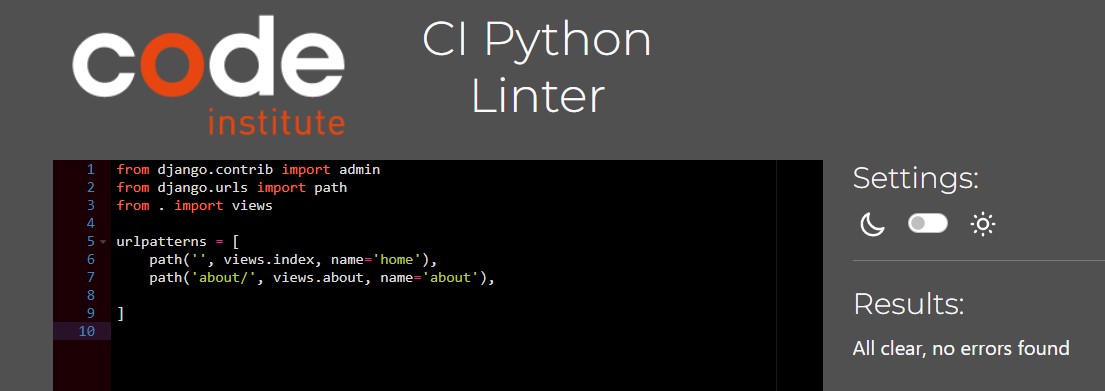 code
institute
CI Python
Linter
1 from django.contrib import admin
2 from django.urls import path
3 from . import views
4
5 urlpatterns = [
6     path('', views.index, name='home'),
7     path('about/', views.about, name='about'),
8
9 ]
10
Settings:
Results:
All clear, no errors found